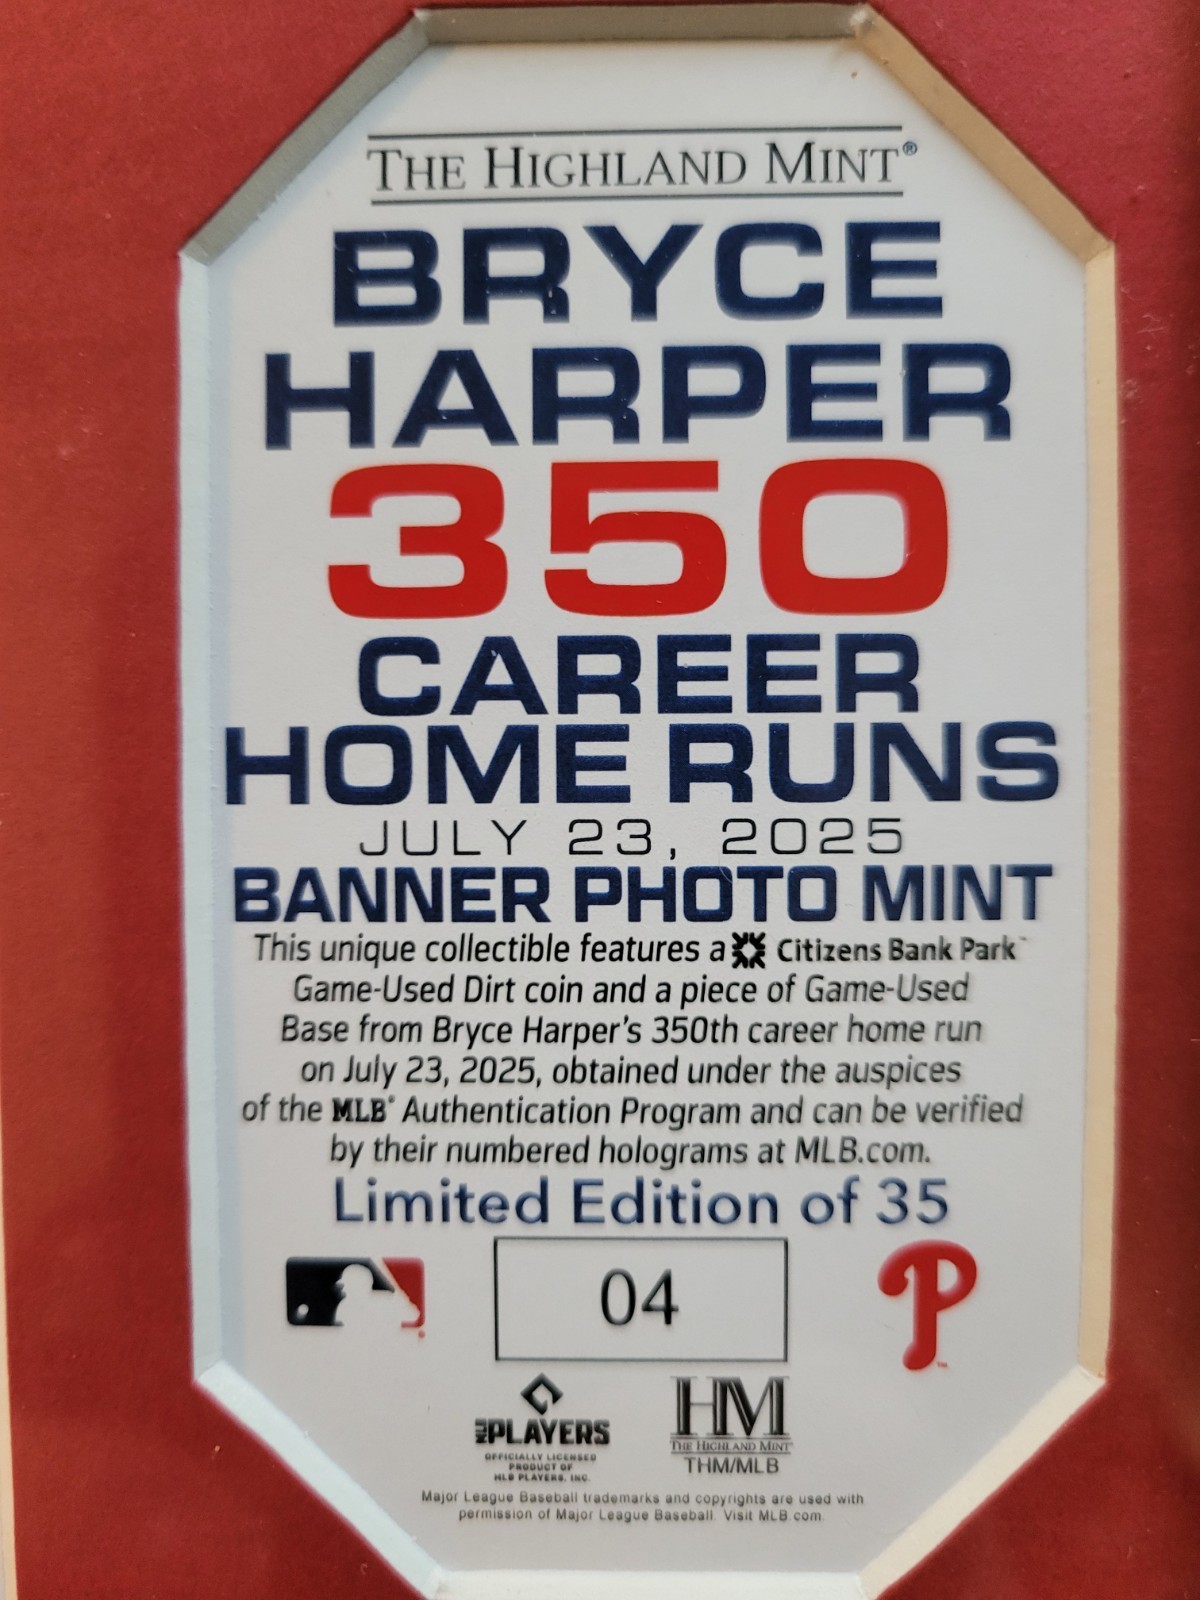 THE HIGHLAND MINT®
BRYCE
HARPER
350
CAREER
HOME RUNS
JULY 23, 2025
BANNER PHOTO MINT
This unique collectible features a Citizens Bank Park™
Game-Used Dirt coin and a piece of Game-Used
Base from Bryce Harper's 350th career home run
on July 23, 2025, obtained under the auspices
of the MLB® Authentication Program and can be verified
by their numbered holograms at MLB.com.
Limited Edition of 35
04
P
MLB PLAYERS
OFFICIALLY LICENSED
PRODUCT OF
MLB PLAYERS, INC.
HM
THE HIGHLAND MINT
THM/MLB
Major League Baseball trademarks and copyrights are used with
permission of Major League Baseball. Visit MLB.com.